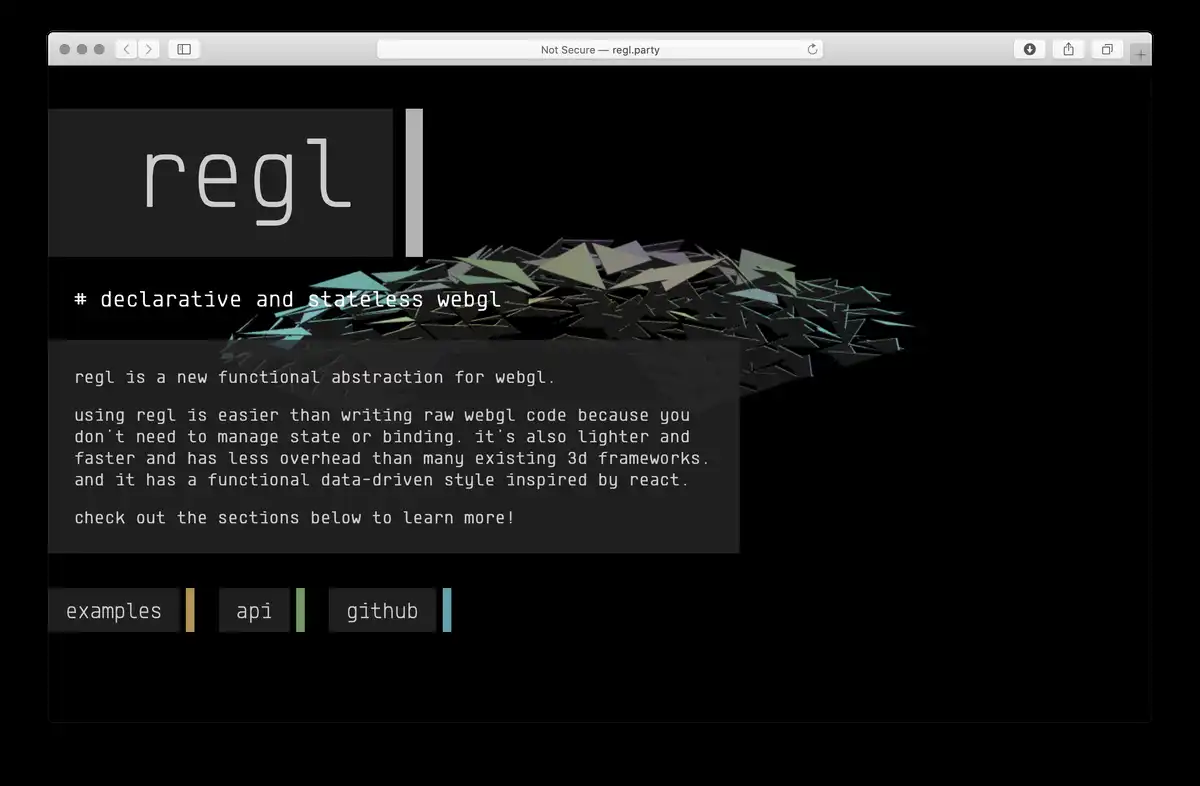 Not Secure — regl.party
regl
# declarative and stateless webgl
regl is a new functional abstraction for webgl.
using regl is easier than writing raw webgl code because you
don't need to manage state or binding. it's also lighter and
faster and has less overhead than many existing 3d frameworks.
and it has a functional data-driven style inspired by react.
check out the sections below to learn more!
examples api github